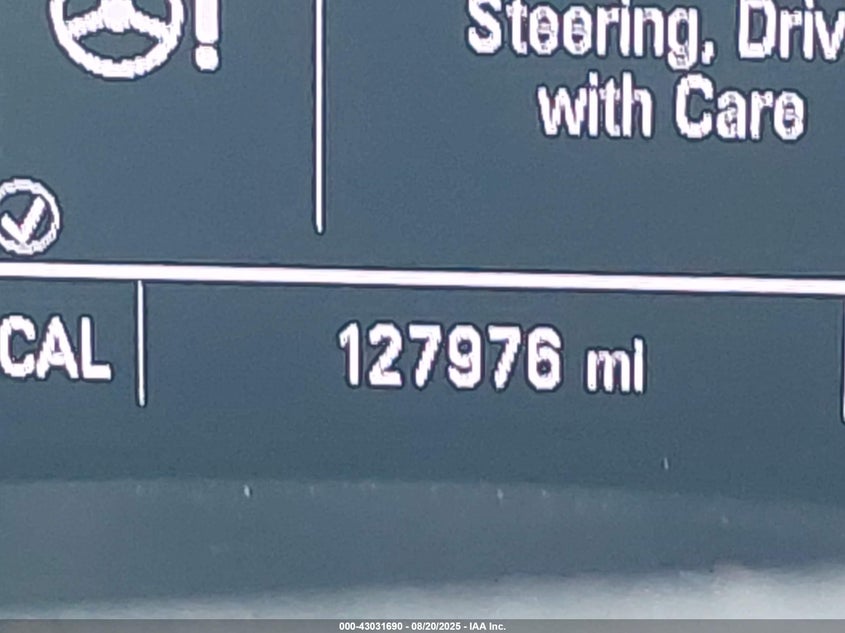 Steering, Driv
with Care
CAL
127976 mi
000-43031690 - 08/20/2025 - IAA Inc.